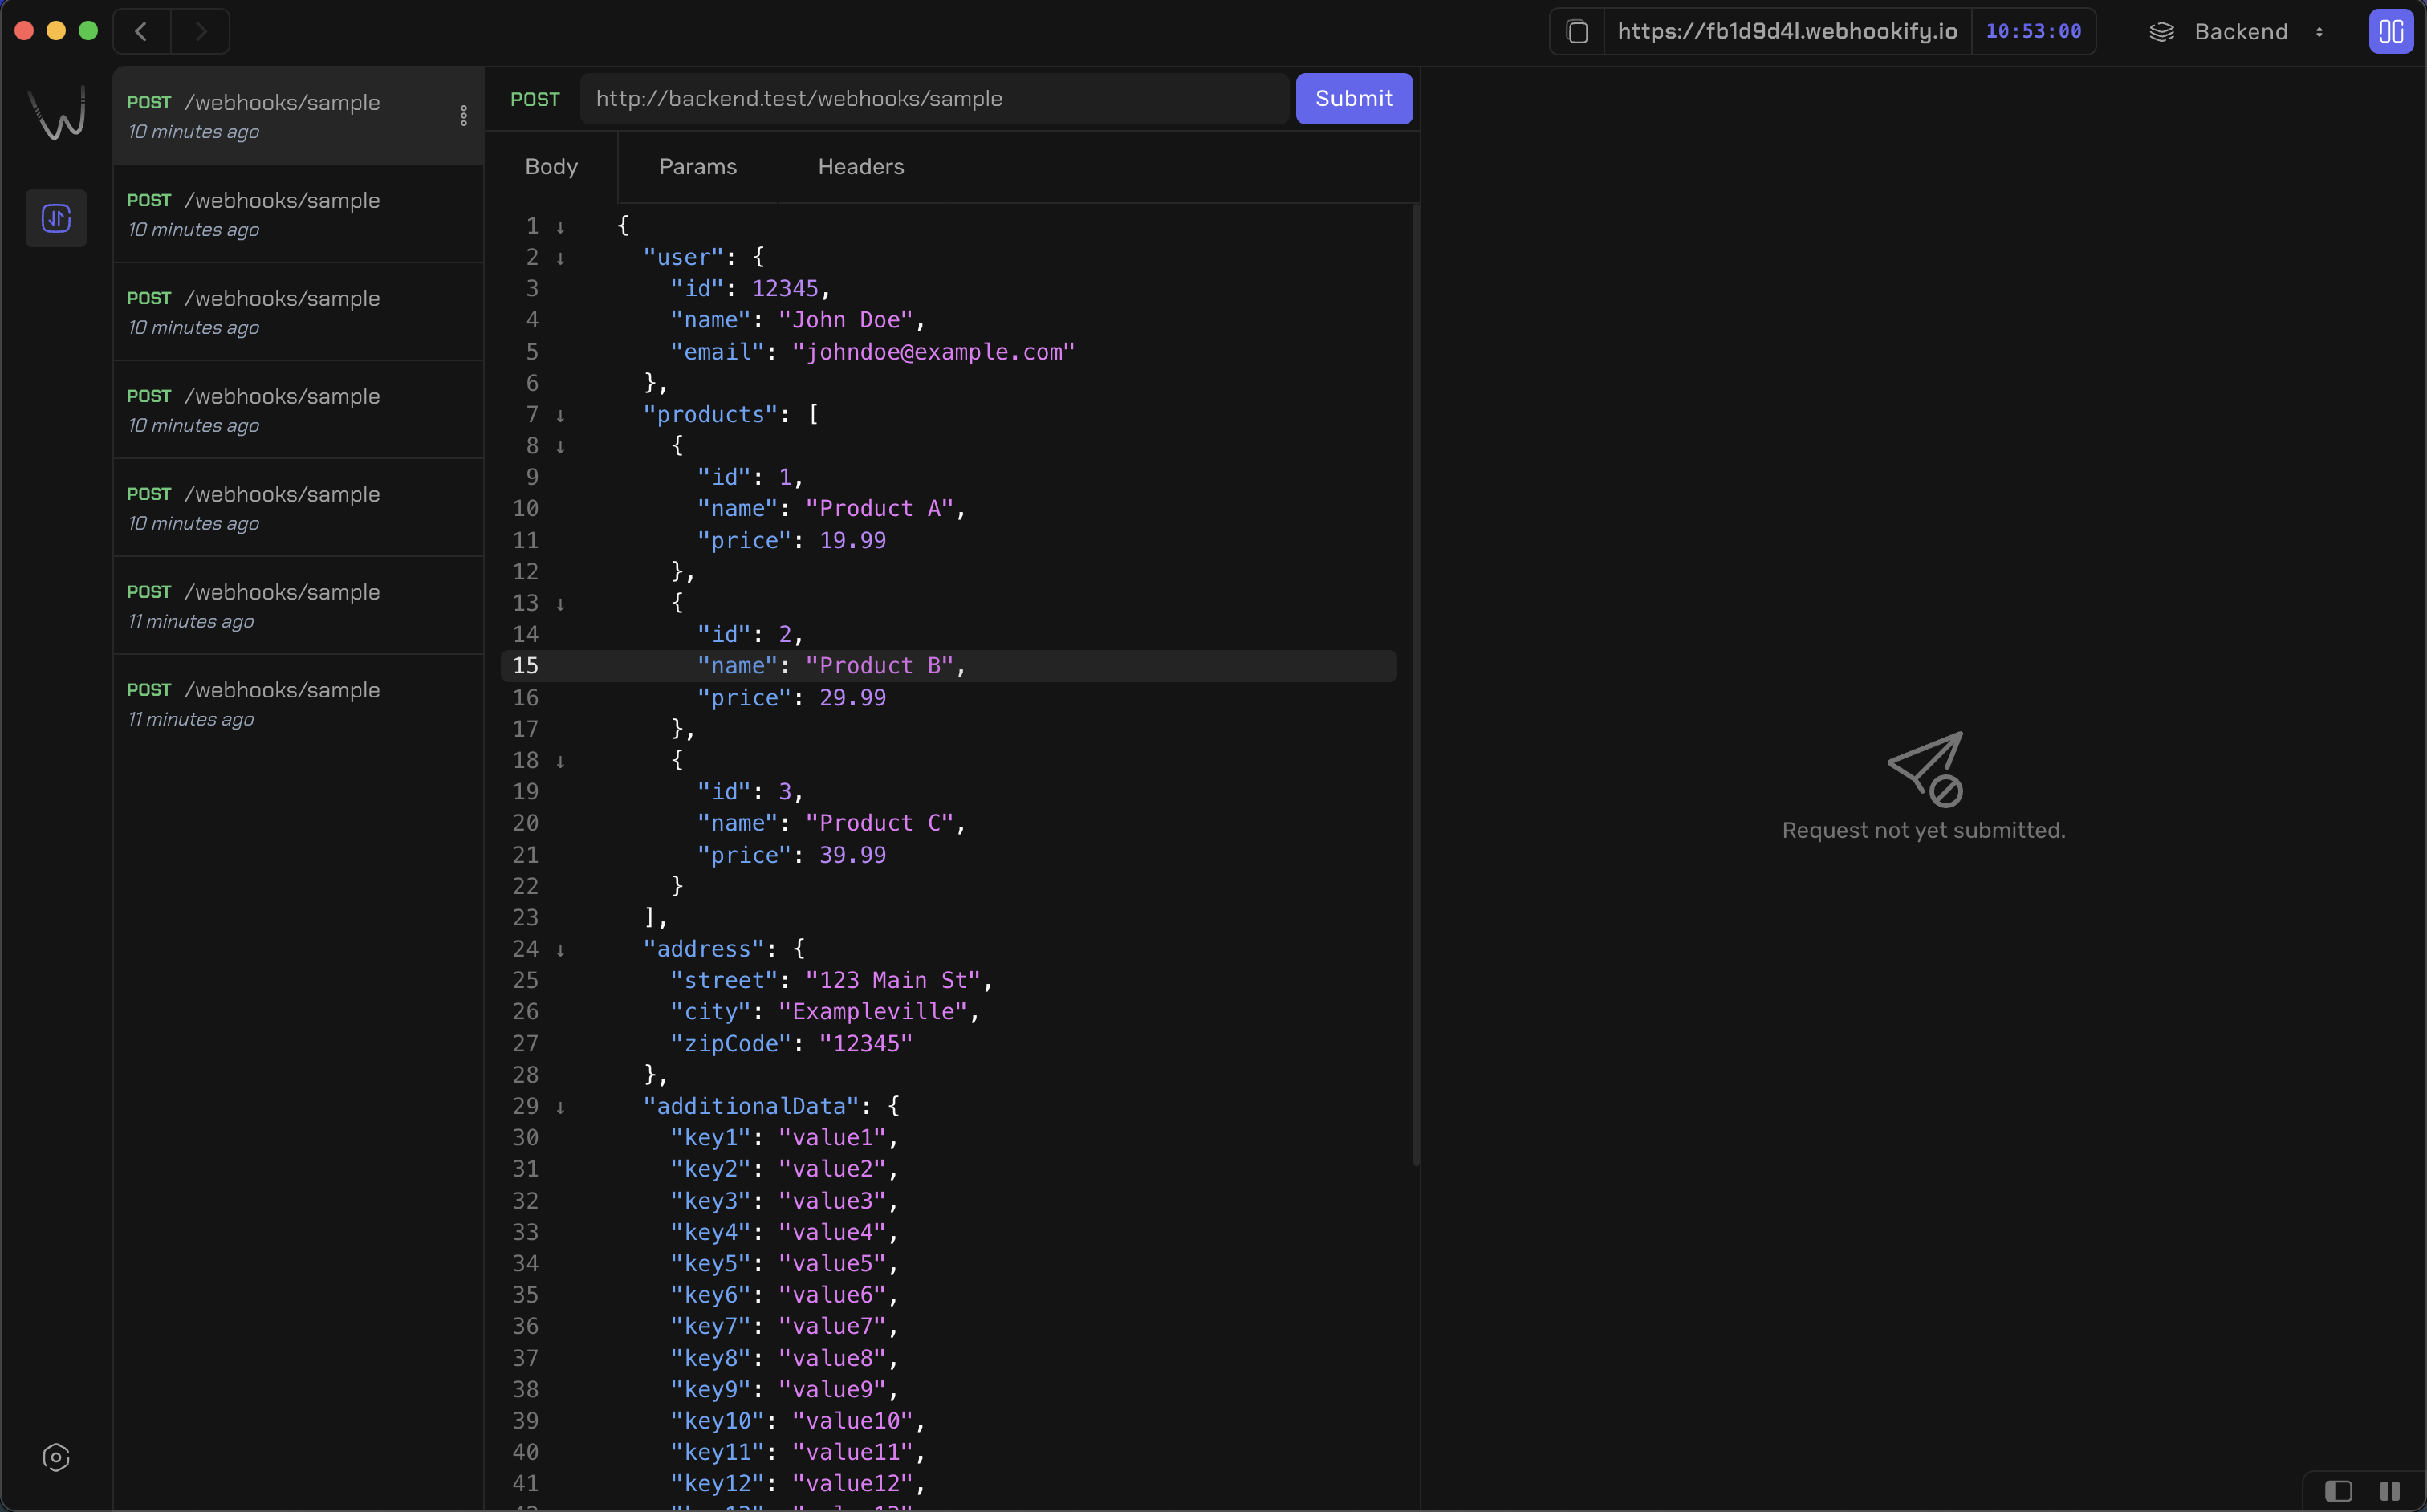 https://fb1d9d4l.webhookify.io 10:53:00 Backend
POST /webhooks/sample
10 minutes ago
POST /webhooks/sample
10 minutes ago
POST /webhooks/sample
10 minutes ago
POST /webhooks/sample
10 minutes ago
POST /webhooks/sample
10 minutes ago
POST /webhooks/sample
11 minutes ago
POST /webhooks/sample
11 minutes ago
POST http://backend.test/webhooks/sample Submit
Body Params Headers
1 ↓ {
2 ↓ "user": {
3 "id": 12345,
4 "name": "John Doe",
5 "email": "johndoe@example.com"
6 },
7 ↓ "products": [
8 ↓ {
9 "id": 1,
10 "name": "Product A",
11 "price": 19.99
12 },
13 ↓ {
14 "id": 2,
15 "name": "Product B",
16 "price": 29.99
17 },
18 ↓ {
19 "id": 3,
20 "name": "Product C",
21 "price": 39.99
22 }
23 ],
24 ↓ "address": {
25 "street": "123 Main St",
26 "city": "Exampleville",
27 "zipCode": "12345"
28 },
29 ↓ "additionalData": {
30 "key1": "value1",
31 "key2": "value2",
32 "key3": "value3",
33 "key4": "value4",
34 "key5": "value5",
35 "key6": "value6",
36 "key7": "value7",
37 "key8": "value8",
38 "key9": "value9",
39 "key10": "value10",
40 "key11": "value11",
41 "key12": "value12",
Request not yet submitted.